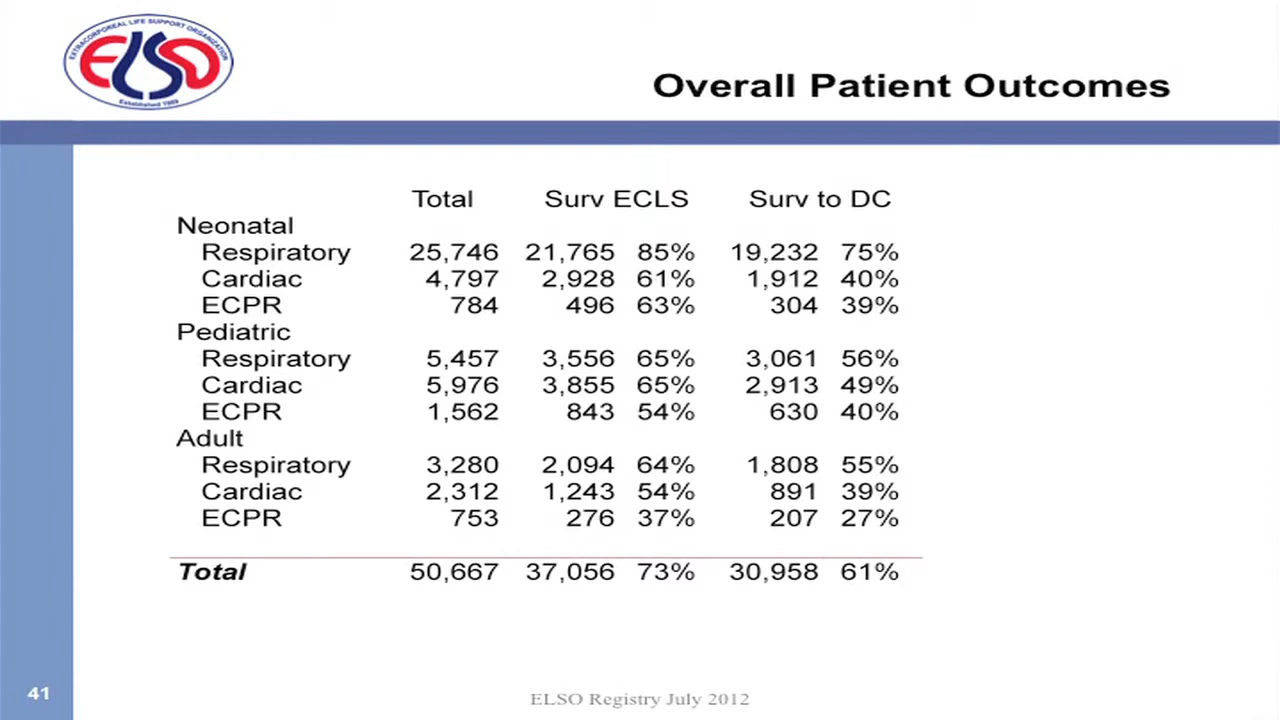 EXTRACORPOREAL LIFE SUPPORT ORGANIZATION
ELSO
Established 1989
Overall Patient Outcomes
Total Surv ECLS Surv to DC
Neonatal
Respiratory 25,746 21,765 85% 19,232 75%
Cardiac 4,797 2,928 61% 1,912 40%
ECPR 784 496 63% 304 39%
Pediatric
Respiratory 5,457 3,556 65% 3,061 56%
Cardiac 5,976 3,855 65% 2,913 49%
ECPR 1,562 843 54% 630 40%
Adult
Respiratory 3,280 2,094 64% 1,808 55%
Cardiac 2,312 1,243 54% 891 39%
ECPR 753 276 37% 207 27%
Total 50,667 37,056 73% 30,958 61%
41
ELSO Registry July 2012